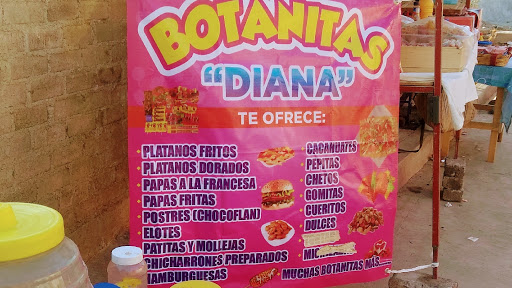 BOTANITAS
"DIANA"
TE OFRECE:
PLATANOS FRITOS
PLATANOS DORADOS
PAPAS A LA FRANCESA
PAPAS FRITAS
POSTRES (CHOCOFLAN)
ELOTES
PATITAS Y MOLLEJAS
CHICHARRONES PREPARADOS
HAMBURGUESAS
CACAHUATES
PEPITAS
CHETOS
GOMITAS
CUERITOS
DULCES
MUCHAS BOTANITAS MAS....